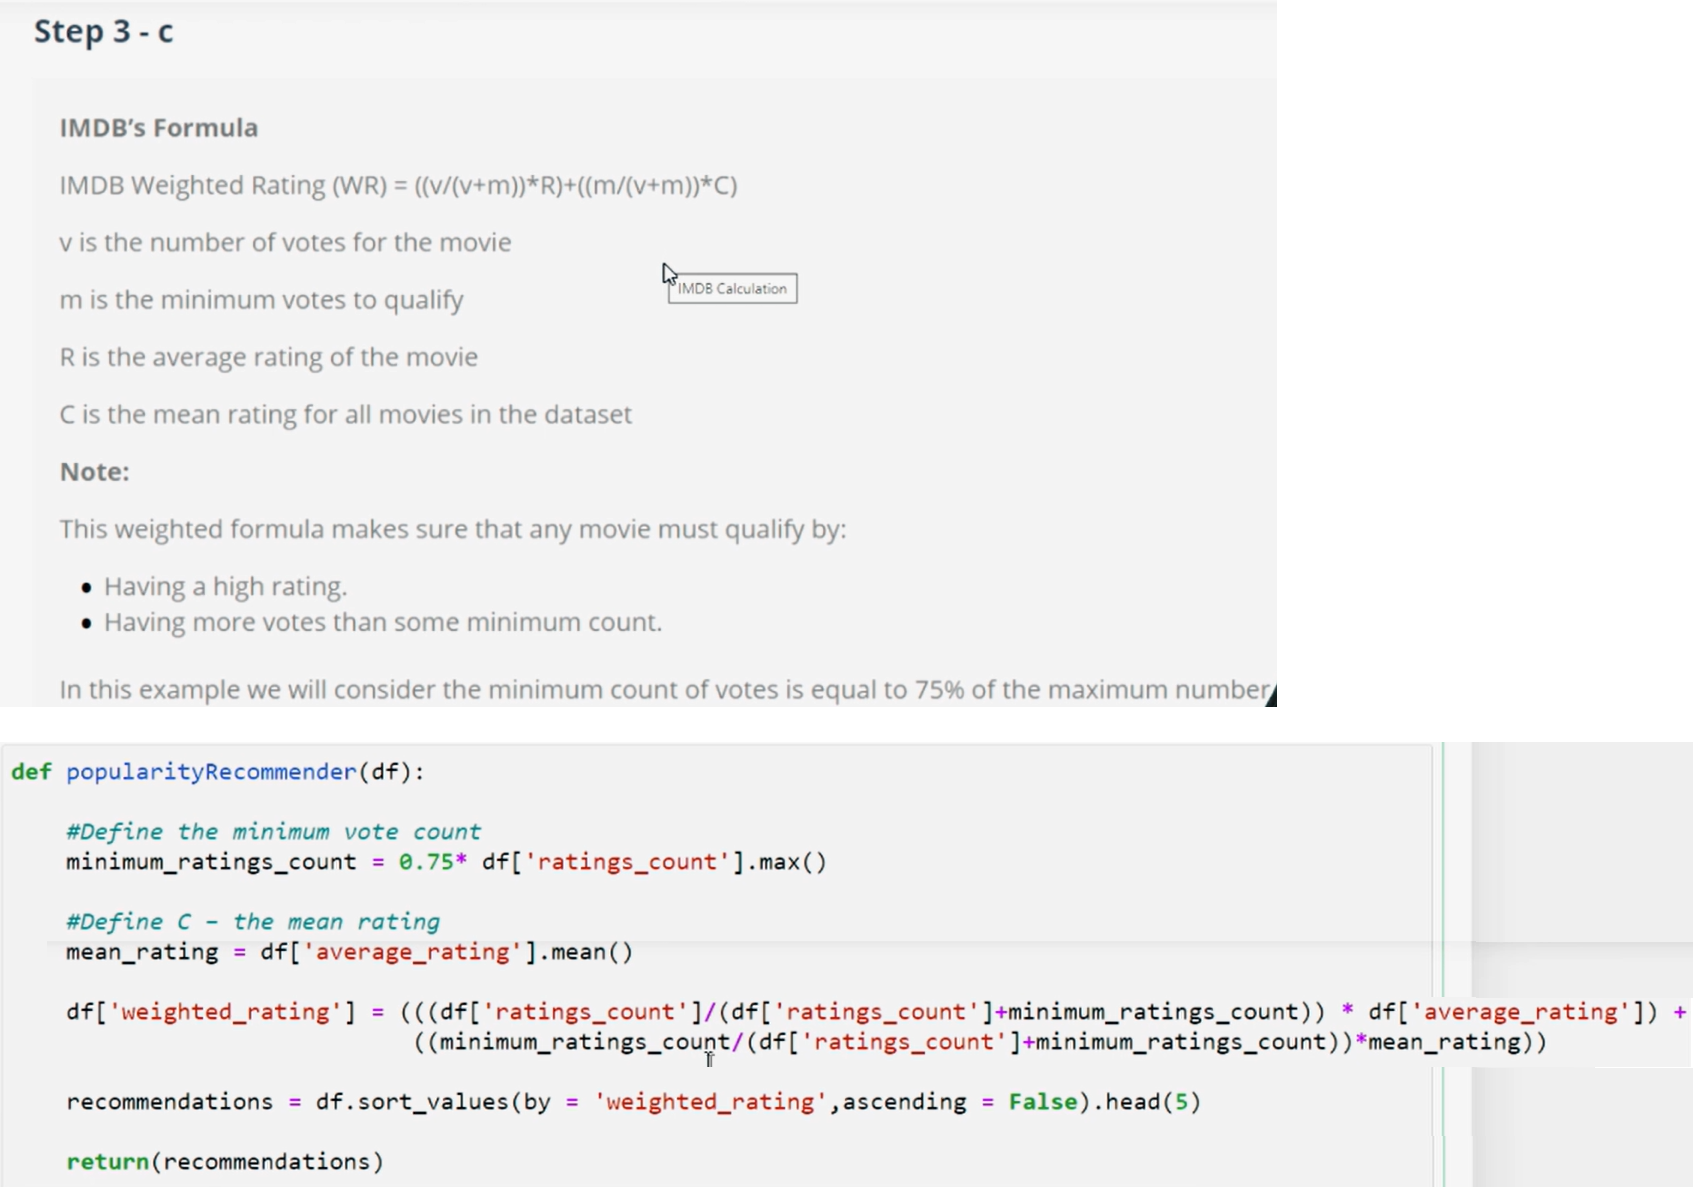 Step 3 - c
IMDB’s Formula
IMDB Weighted Rating (WR) = ((v/(v+m))*R)+((m/(v+m))*C)
v is the number of votes for the movie
IMDB Calculation
m is the minimum votes to qualify
R is the average rating of the movie
C is the mean rating for all movies in the dataset
Note:
This weighted formula makes sure that any movie must qualify by:
• Having a high rating.
• Having more votes than some minimum count.
In this example we will consider the minimum count of votes is equal to 75% of the maximum number
def popularityRecommender(df):
#Define the minimum vote count
minimum_ratings_count = 0.75* df['ratings_count'].max()
#Define C – the mean rating
mean_rating = df['average_rating'].mean()
df['weighted_rating'] = (((df['ratings_count']/(df['ratings_count']+minimum_ratings_count)) * df['average_rating']) +
((minimum_ratings_count/(df['ratings_count']+minimum_ratings_count))*mean_rating))
recommendations = df.sort_values(by = 'weighted_rating',ascending = False).head(5)
return(recommendations)